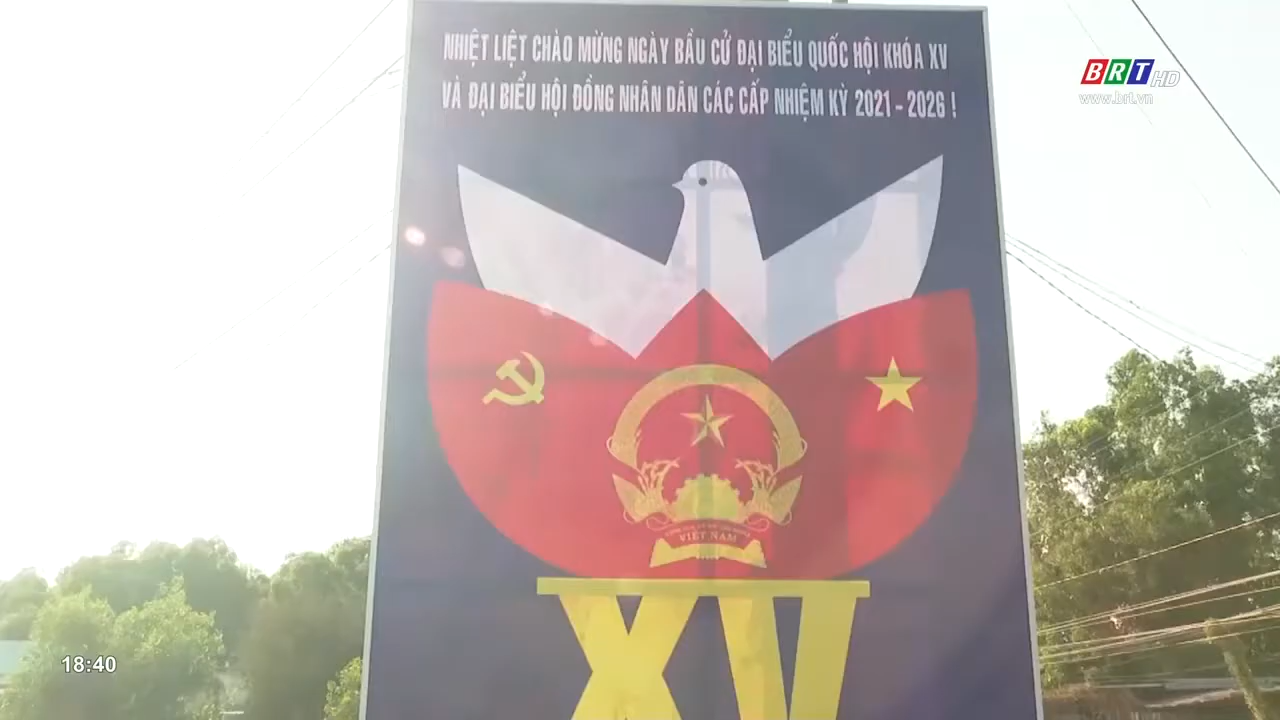 NHIỆT LIỆT CHÀO MỪNG NGÀY BẦU CỬ ĐẠI BIỂU QUỐC HỘI KHÓA XV
VÀ ĐẠI BIỂU HỘI ĐỒNG NHÂN DÂN CÁC CẤP NHIỆM KỲ 2021 - 2026 !
BRT HD
www.brt.vn
VIỆT NAM
XV
18:40